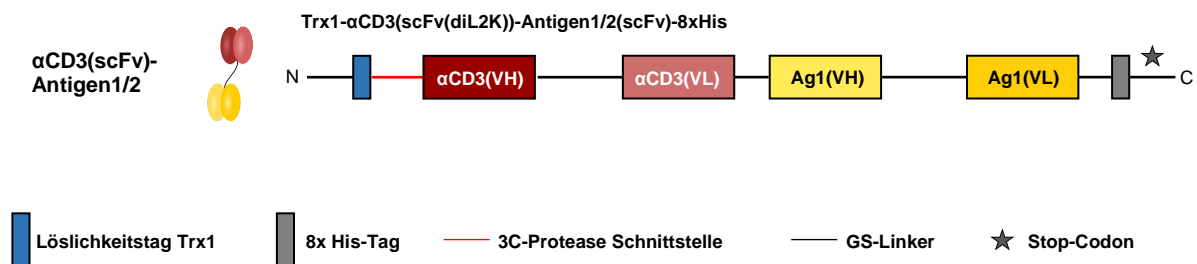 Trx1-αCD3(scFv(diL2K))-Antigen1/2(scFv)-8xHis
αCD3(scFv)-
Antigen1/2
N αCD3(VH) αCD3(VL) Ag1(VH) Ag1(VL) C
Löslichkeitstag Trx1 8x His-Tag 3C-Protease Schnittstelle GS-Linker Stop-Codon